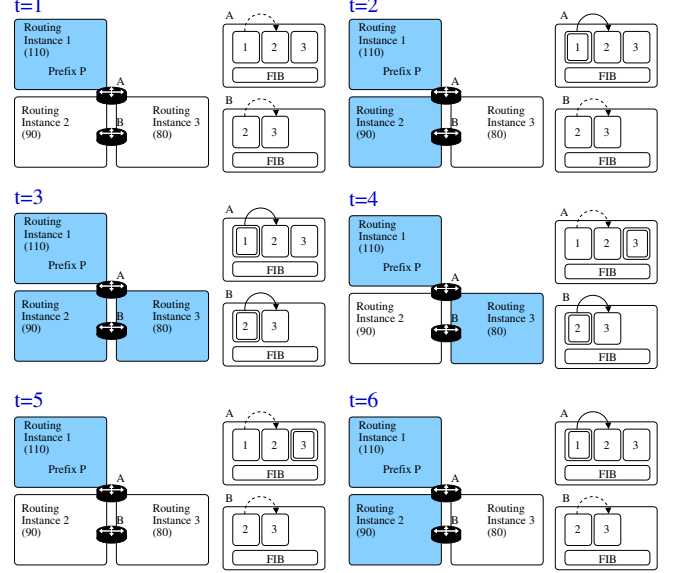 t=1
Routing
Instance 1
(110)
Prefix P
A
Routing
Instance 2
(90)
B
Routing
Instance 3
(80)
A
1 2 3
FIB
B
2 3
FIB
t=2
Routing
Instance 1
(110)
Prefix P
A
Routing
Instance 2
(90)
B
Routing
Instance 3
(80)
A
1 2 3
FIB
B
2 3
FIB
t=3
Routing
Instance 1
(110)
Prefix P
A
Routing
Instance 2
(90)
B
Routing
Instance 3
(80)
A
1 2 3
FIB
B
2 3
FIB
t=4
Routing
Instance 1
(110)
Prefix P
A
Routing
Instance 2
(90)
B
Routing
Instance 3
(80)
A
1 2 3
FIB
B
2 3
FIB
t=5
Routing
Instance 1
(110)
Prefix P
A
Routing
Instance 2
(90)
B
Routing
Instance 3
(80)
A
1 2 3
FIB
B
2 3
FIB
t=6
Routing
Instance 1
(110)
Prefix P
A
Routing
Instance 2
(90)
B
Routing
Instance 3
(80)
A
1 2 3
FIB
B
2 3
FIB